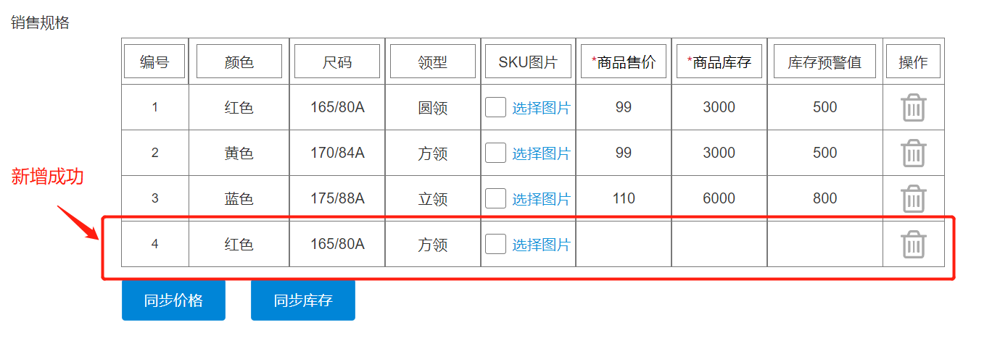 销售规格
编号 颜色 尺码 领型 SKU图片 *商品售价 *商品库存 库存预警值 操作
1 红色 165/80A 圆领 选择图片 99 3000 500
2 黄色 170/84A 方领 选择图片 99 3000 500
新增成功
3 蓝色 175/88A 立领 选择图片 110 6000 800
4 红色 165/80A 方领 选择图片
同步价格 同步库存